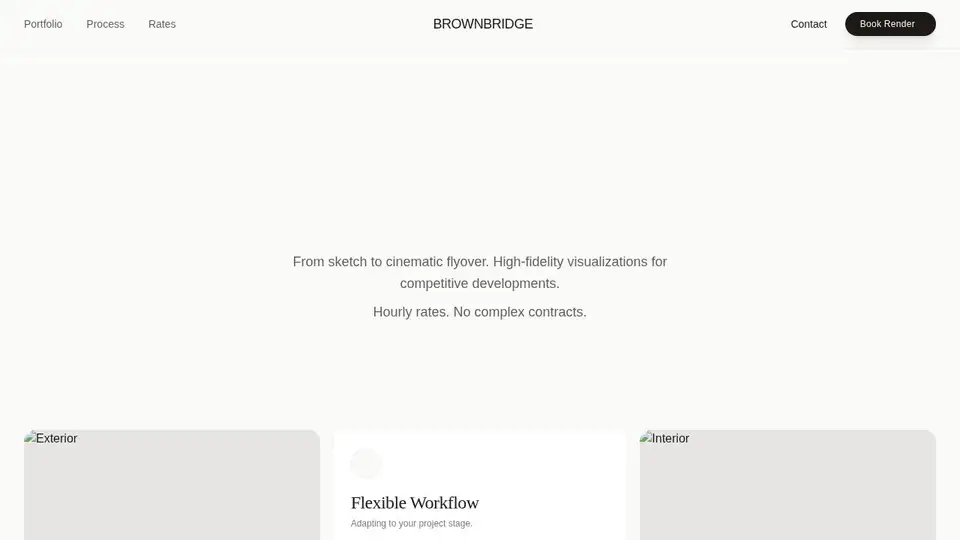 Portfolio
Process
Rates
BROWNBRIDGE
Contact
Book Render
From sketch to cinematic flyover. High-fidelity visualizations for
competitive developments.
Hourly rates. No complex contracts.
Exterior
Flexible Workflow
Adapting to your project stage.
Interior